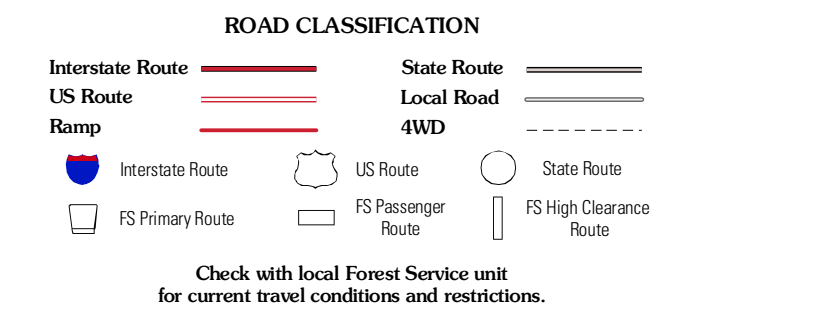 ROAD CLASSIFICATION
Interstate Route
State Route
US Route
Local Road
Ramp
4WD
Interstate Route
US Route
State Route
FS Primary Route
FS Passenger
Route
FS High Clearance
Route
Check with local Forest Service unit
for current travel conditions and restrictions.